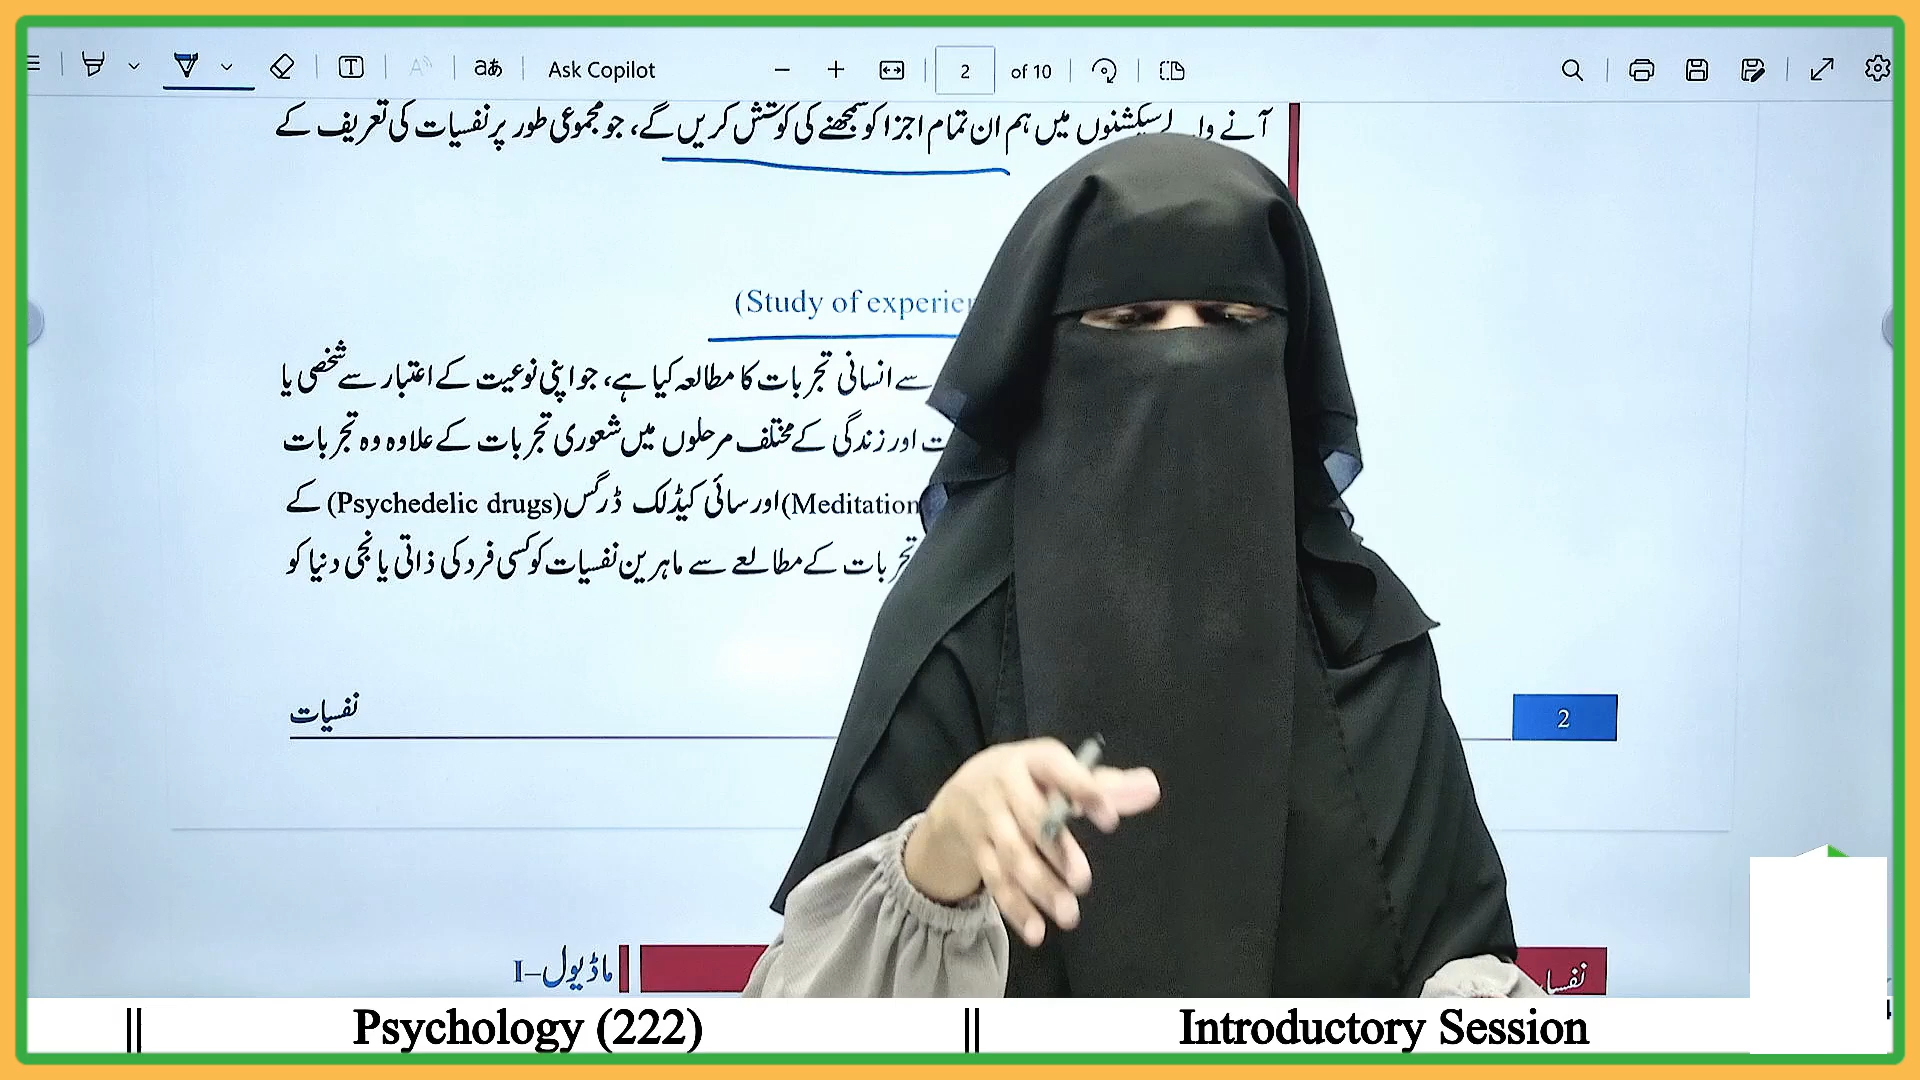 Ask Copilot
2 of 10
آنے والے سیکشنوں میں ہم ان تمام اجزا کو سمجھنے کی کوشش کریں گے، جو مجموعی طور پر نفسیات کی تعریف کے
(Study of
سے انسانی تجربات کا مطالعہ کیا ہے، جو اپنی نوعیت کے اعتبار سے شخصی یا
اور زندگی کے مختلف مرحلوں میں شعوری تجربات کے علاوہ وہ تجربات
(Meditation اور سائی کیڈلک ڈرگس (Psychedelic drugs) کے
تجربات کے مطالعے سے ماہرین نفسیات کو کسی فرد کی ذاتی یا نجی دنیا کو
نفسیات
2
ماڈیول–I
Psychology (222)
Introductory Session